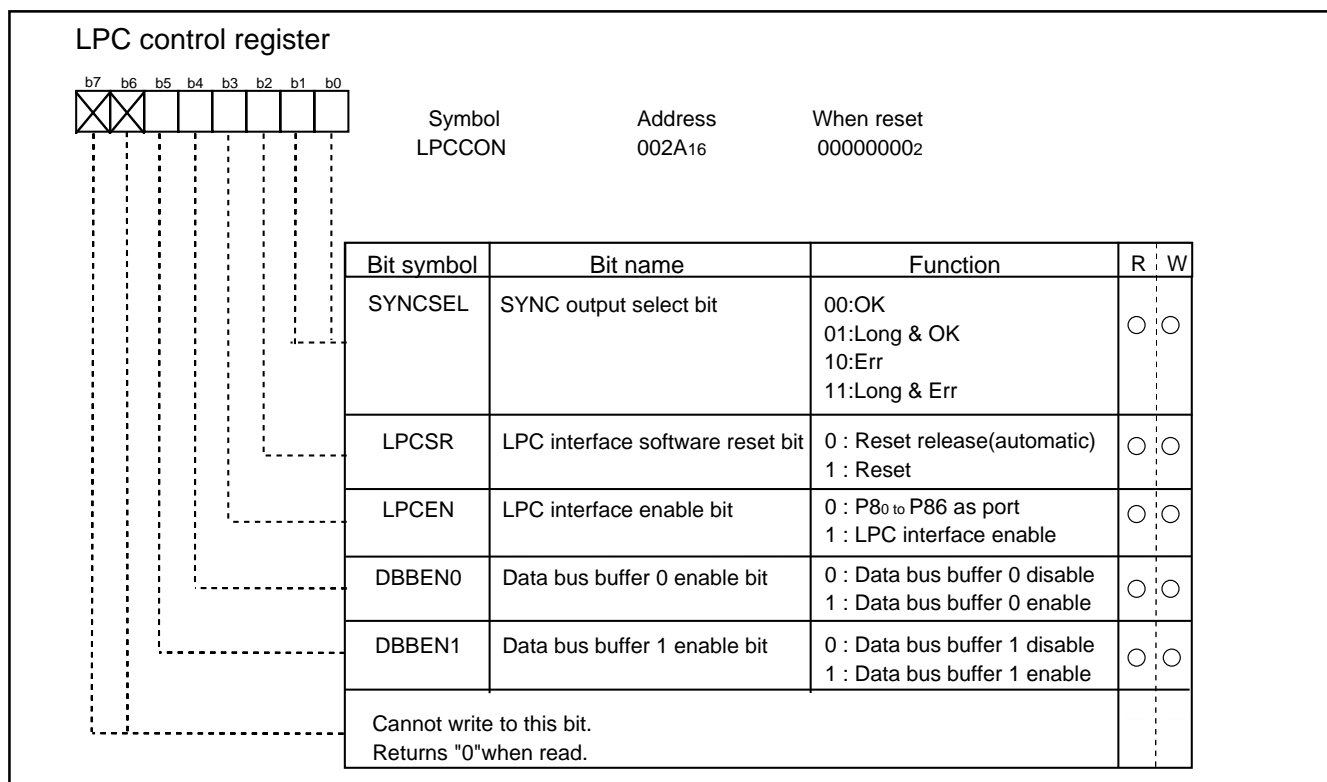 LPC control register
b7 b6 b5 b4 b3 b2 b1 b0
Symbol Address When reset
LPCCON 002A16 000000002
Bit symbol Bit name Function R W
SYNCSEL SYNC output select bit 00:OK
01:Long & OK
10:Err
11:Long & Err
LPCSR LPC interface software reset bit 0 : Reset release(automatic)
1 : Reset
LPCEN LPC interface enable bit 0 : P80 to P86 as port
1 : LPC interface enable
DBBEN0 Data bus buffer 0 enable bit 0 : Data bus buffer 0 disable
1 : Data bus buffer 0 enable
DBBEN1 Data bus buffer 1 enable bit 0 : Data bus buffer 1 disable
1 : Data bus buffer 1 enable
Cannot write to this bit.
Returns "0"when read.